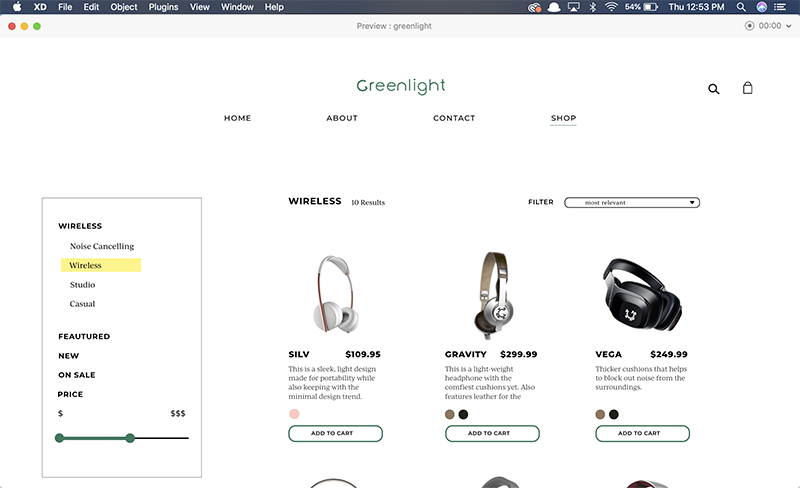 XD File Edit Object Plugins View Window Help 54% Thu 12:53 PM
Preview : greenlight 00:00
Greenlight
HOME ABOUT CONTACT SHOP
WIRELESS 10 Results FILTER most relevant
WIRELESS
Noise Cancelling
Wireless
Studio
Casual
FEAUTURED
NEW
ON SALE
PRICE
$ $$$
SILV $109.95
This is a sleek, light design
made for portability while
also keeping with the
minimal design trend.
ADD TO CART
GRAVITY $299.99
This is a light-weight
headphone with the
comfiest cushions yet. Also
features leather for the
ADD TO CART
VEGA $249.99
Thicker cushions that helps
to block out noise from the
surroundings.
ADD TO CART